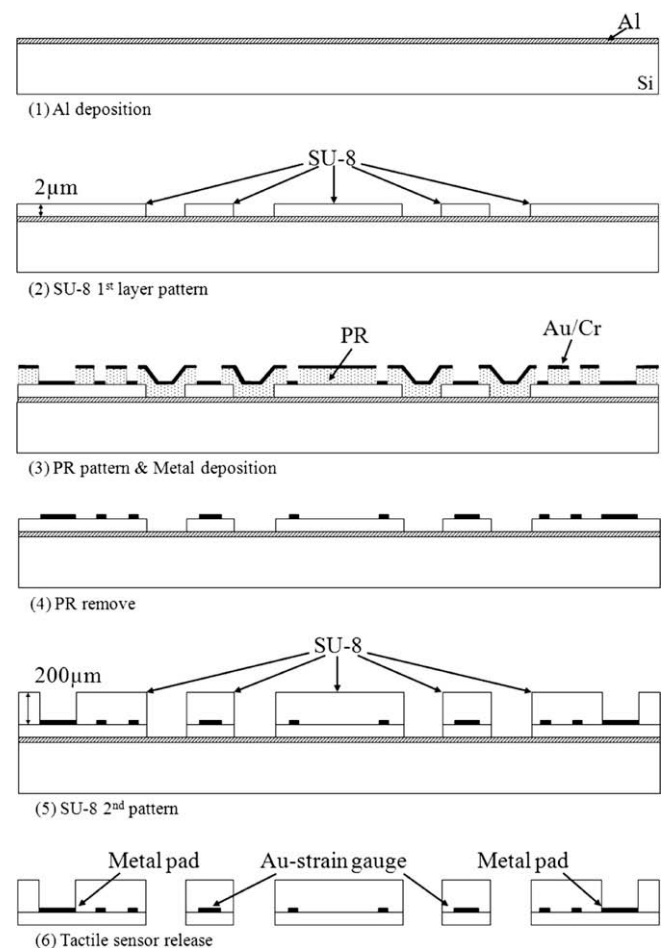 Al
Si
(1) Al deposition
SU-8
2µm
(2) SU-8 1st layer pattern
PR
Au/Cr
(3) PR pattern & Metal deposition
(4) PR remove
SU-8
200µm
(5) SU-8 2nd pattern
Metal pad
Au-strain gauge
Metal pad
(6) Tactile sensor release